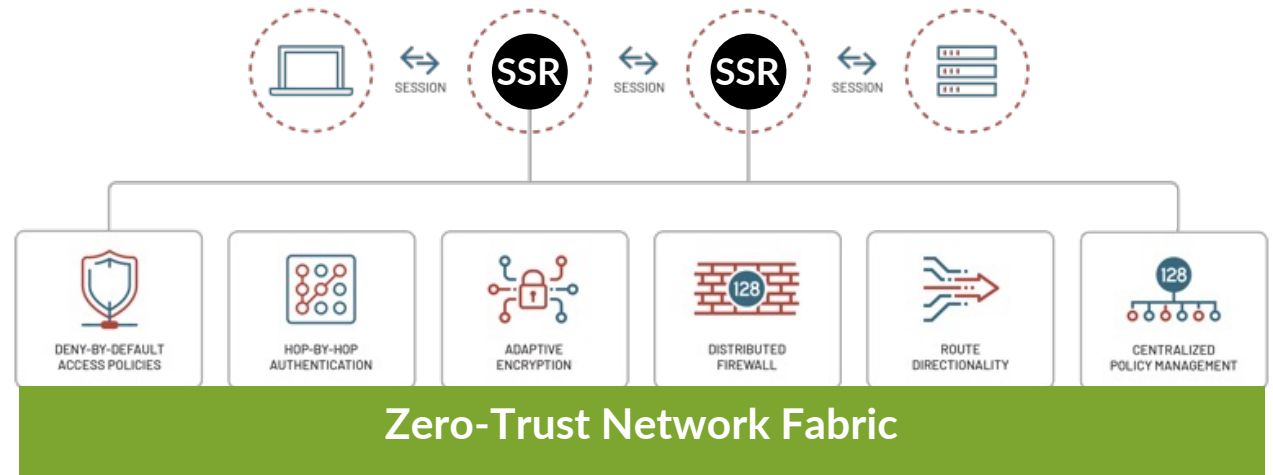 SSR
SSR
SESSION
SESSION
SESSION
128
128
DENY-BY-DEFAULT
ACCESS POLICIES
HOP-BY-HOP
AUTHENTICATION
ADAPTIVE
ENCRYPTION
DISTRIBUTED
FIREWALL
ROUTE
DIRECTIONALITY
CENTRALIZED
POLICY MANAGEMENT
Zero-Trust Network Fabric